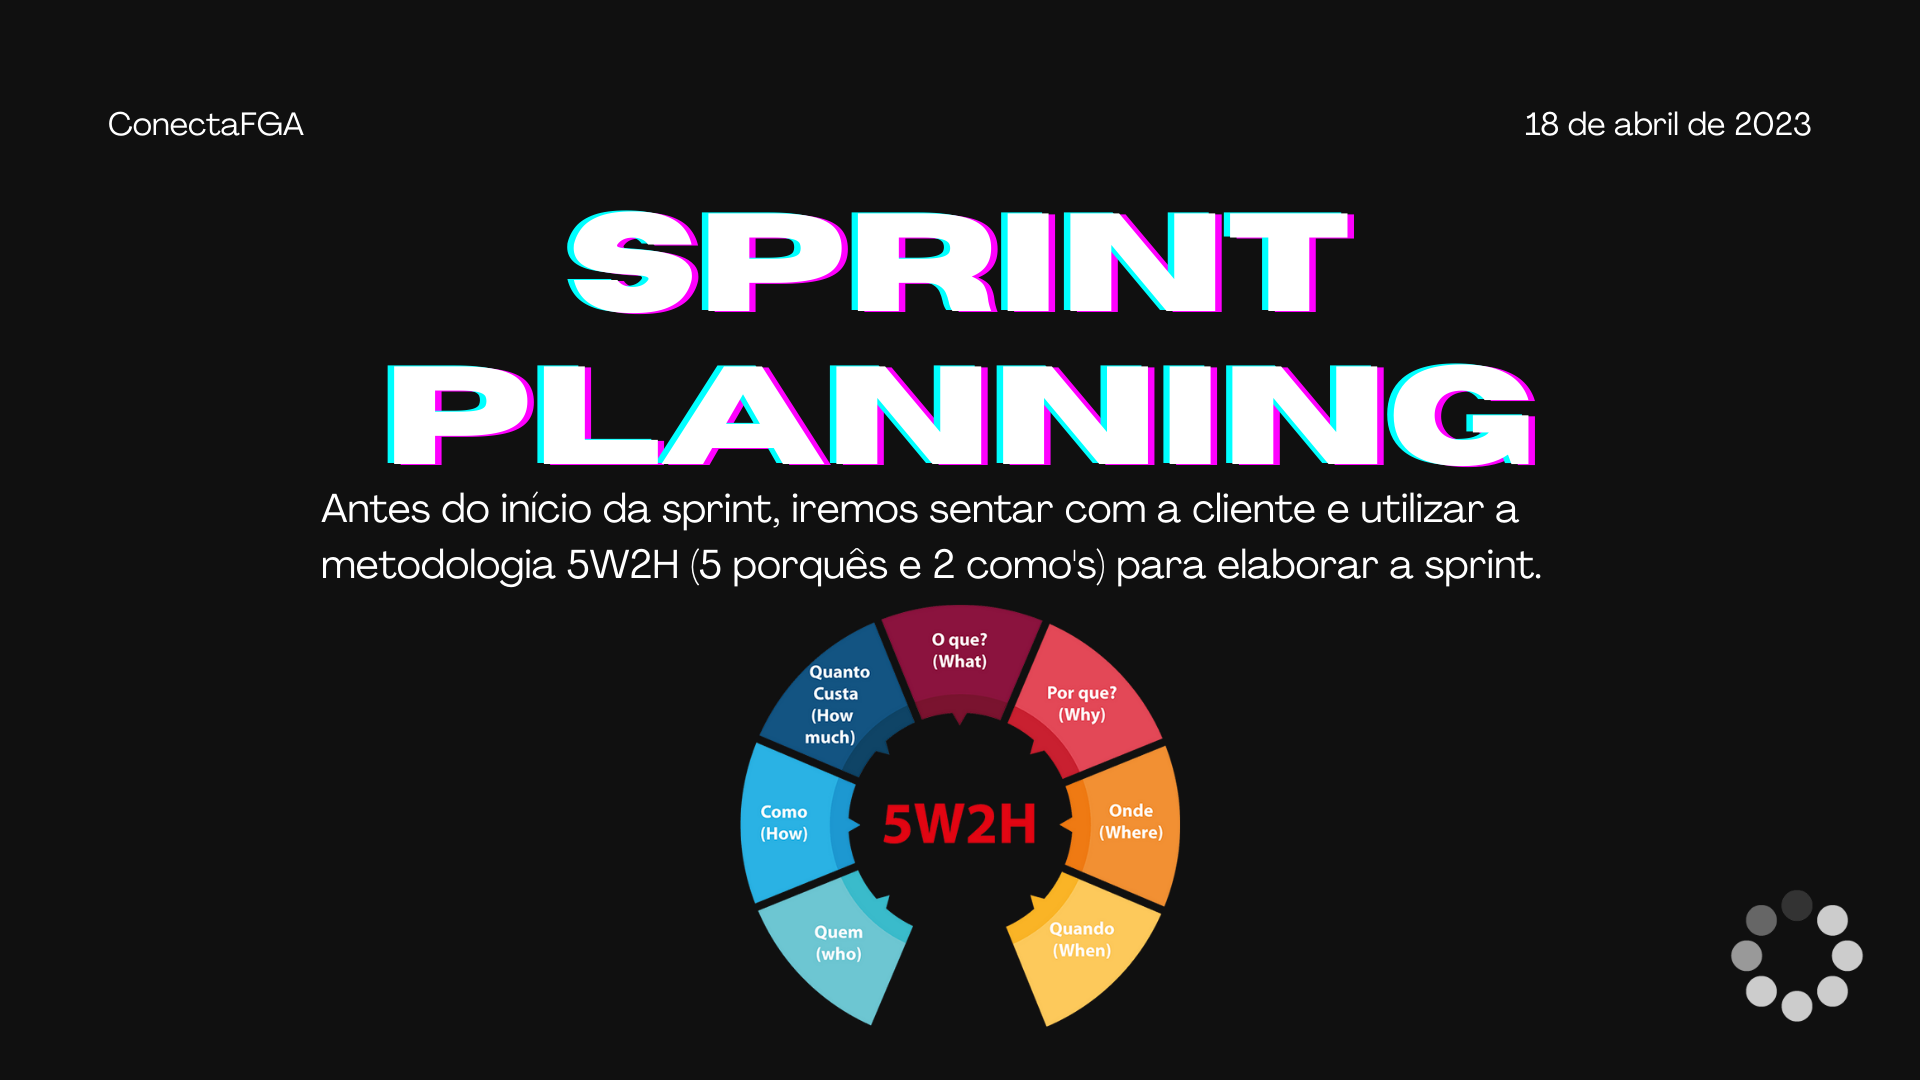 ConectaFGA
18 de abril de 2023
SPRINT
PLANNING
Antes do início da sprint, iremos sentar com a cliente e utilizar a
metodologia 5W2H (5 porquês e 2 como's) para elaborar a sprint.
O que?
(What)
Por que?
(Why)
Onde
(Where)
Quando
(When)
Quem
(who)
Como
(How)
Quanto
Custa
(How
much)
5W2H